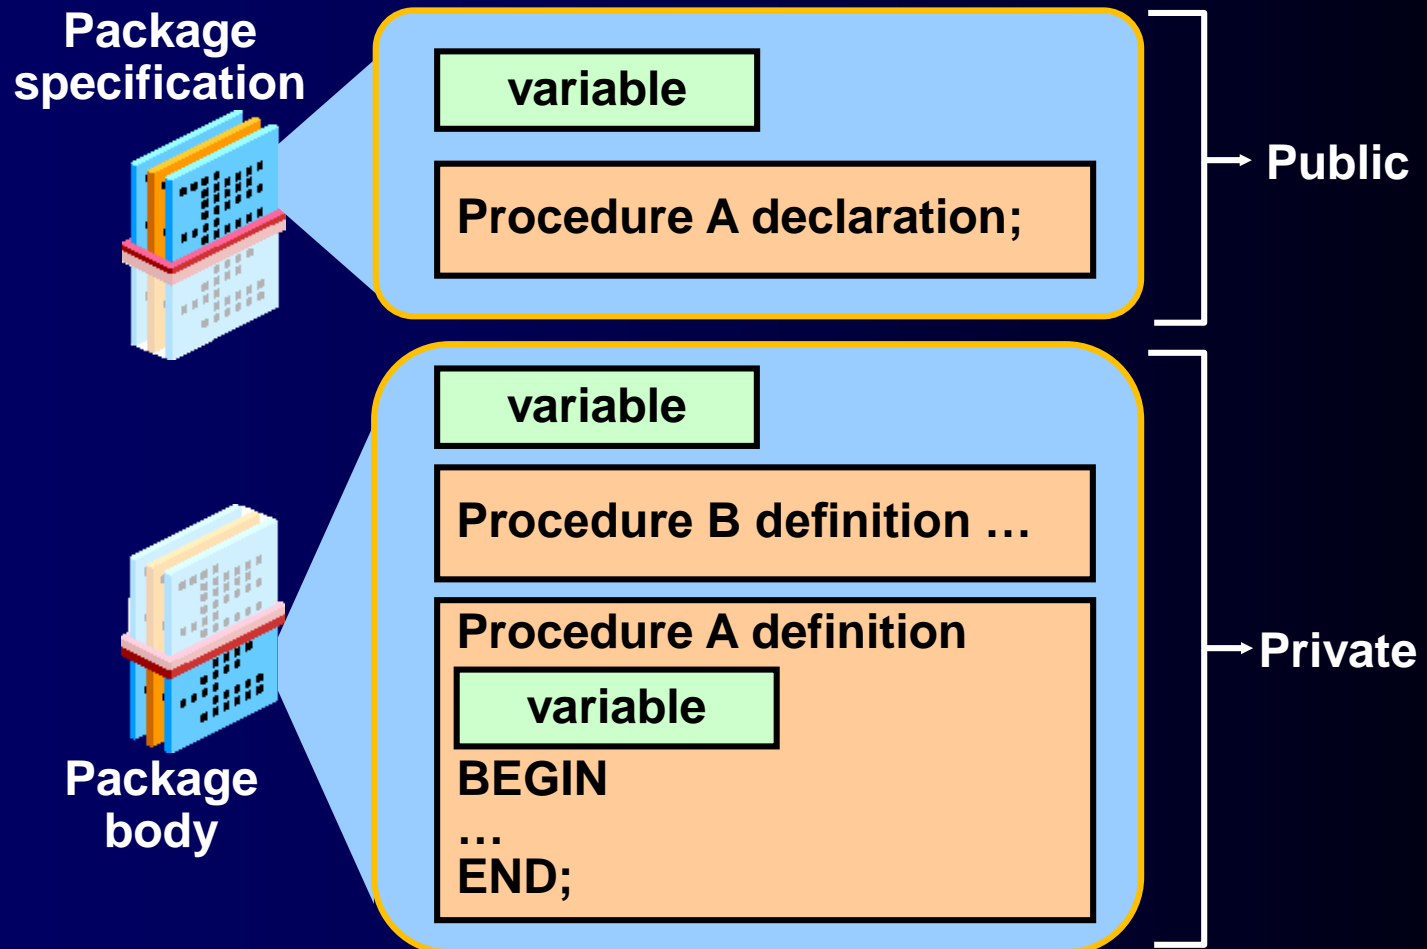 Package
specification
variable
Procedure A declaration;
Public
variable
Procedure B definition …
Procedure A definition
variable
BEGIN
…
END;
Private
Package
body